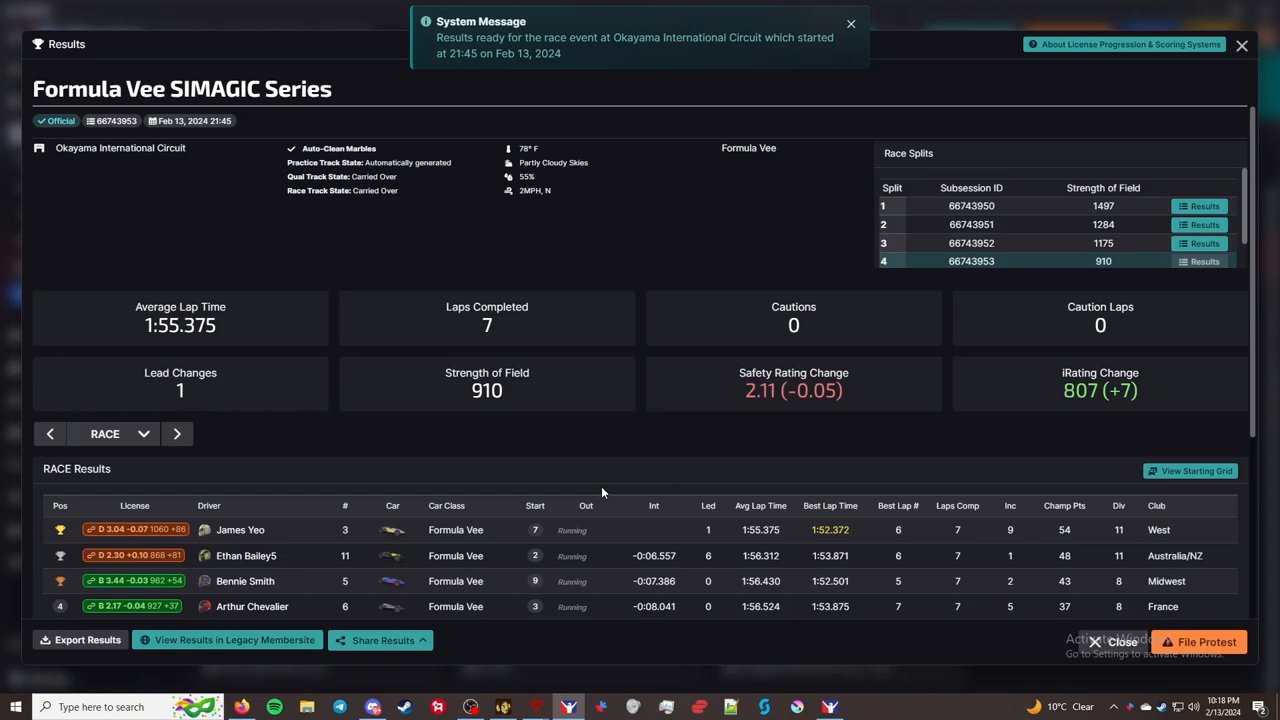 System Message
Results ready for the race event at Okayama International Circuit which started
at 21:45 on Feb 13, 2024
Results
About License Progression & Scoring Systems
Formula Vee SIMAGIC Series
Official 66743953 Feb 13, 2024 21:45
Okayama International Circuit
Auto-Clean Marbles
Practice Track State: Automatically generated
Qual Track State: Carried Over
Race Track State: Carried Over
78° F
Partly Cloudy Skies
55%
2MPH, N
Formula Vee
Race Splits
Split Subsession ID Strength of Field
1 66743950 1497 Results
2 66743951 1284 Results
3 66743952 1175 Results
4 66743953 910 Results
Average Lap Time
1:55.375
Laps Completed
7
Cautions
0
Caution Laps
0
Lead Changes
1
Strength of Field
910
Safety Rating Change
2.11 (-0.05)
iRating Change
807 (+7)
RACE
RACE Results
View Starting Grid
Pos License Driver # Car Car Class Start Out Int Led Avg Lap Time Best Lap Time Best Lap # Laps Comp Inc Champ Pts Div Club
D 3.04 -0.07 1060 +86 James Yeo 3 Formula Vee 7 Running 1 1:55.375 1:52.372 6 7 9 54 11 West
D 2.30 +0.10 868 +81 Ethan Bailey5 11 Formula Vee 2 Running -0:06.557 6 1:56.312 1:53.871 6 7 1 48 11 Australia/NZ
B 3.44 -0.03 962 +54 Bennie Smith 5 Formula Vee 9 Running -0:07.386 0 1:56.430 1:52.501 5 7 2 43 8 Midwest
4 B 2.17 -0.04 927 +37 Arthur Chevalier 6 Formula Vee 3 Running -0:08.041 0 1:56.524 1:53.875 7 7 5 37 8 France
Export Results View Results in Legacy Membersite Share Results
Close File Protest
Activate Windo
Go to Settings to activate Windows.
Type here to search
10°C Clear
10:18 PM
2/13/2024
2